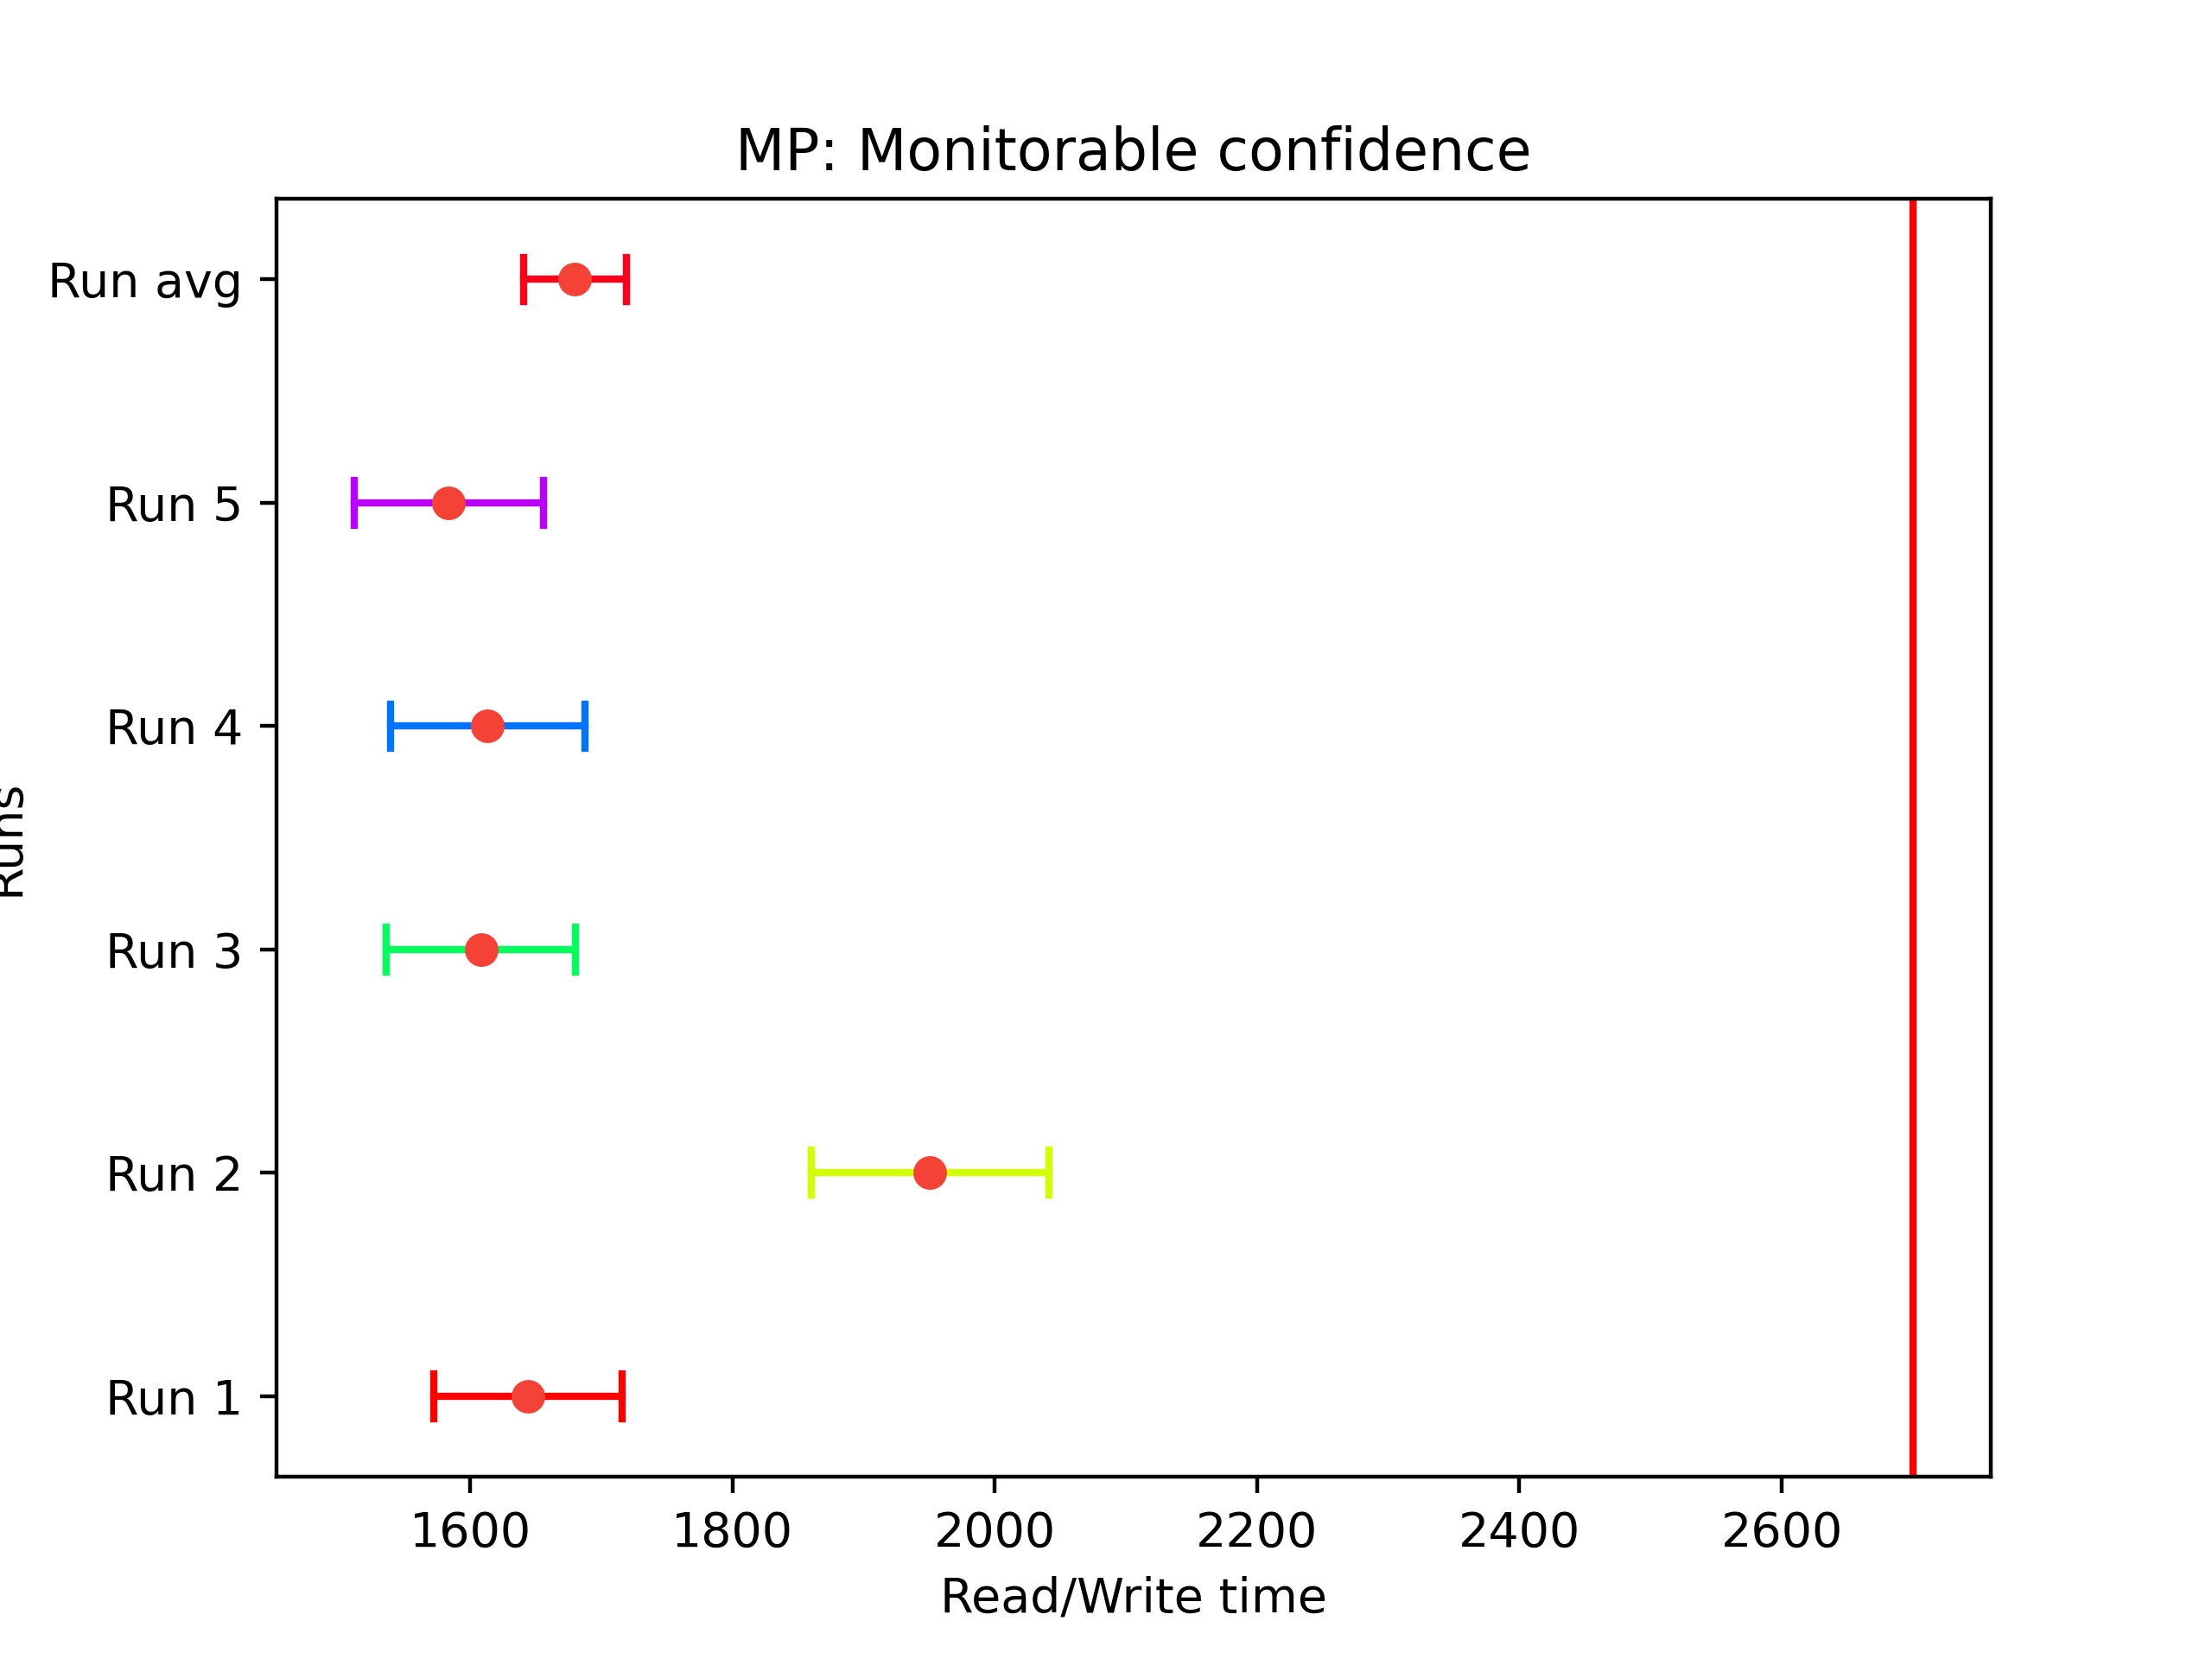 MP: Monitorable confidence
Run avg
Run 5
Run 4
Run 3
Run 2
Run 1
Runs
1600 1800 2000 2200 2400 2600
Read/Write time